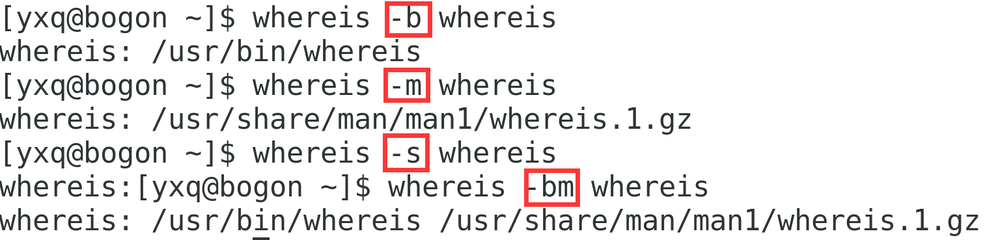 [yxq@bogon ~]$ whereis -b whereis
whereis: /usr/bin/whereis
[yxq@bogon ~]$ whereis -m whereis
whereis: /usr/share/man/man1/whereis.1.gz
[yxq@bogon ~]$ whereis -s whereis
whereis:[yxq@bogon ~]$ whereis -bm whereis
whereis: /usr/bin/whereis /usr/share/man/man1/whereis.1.gz